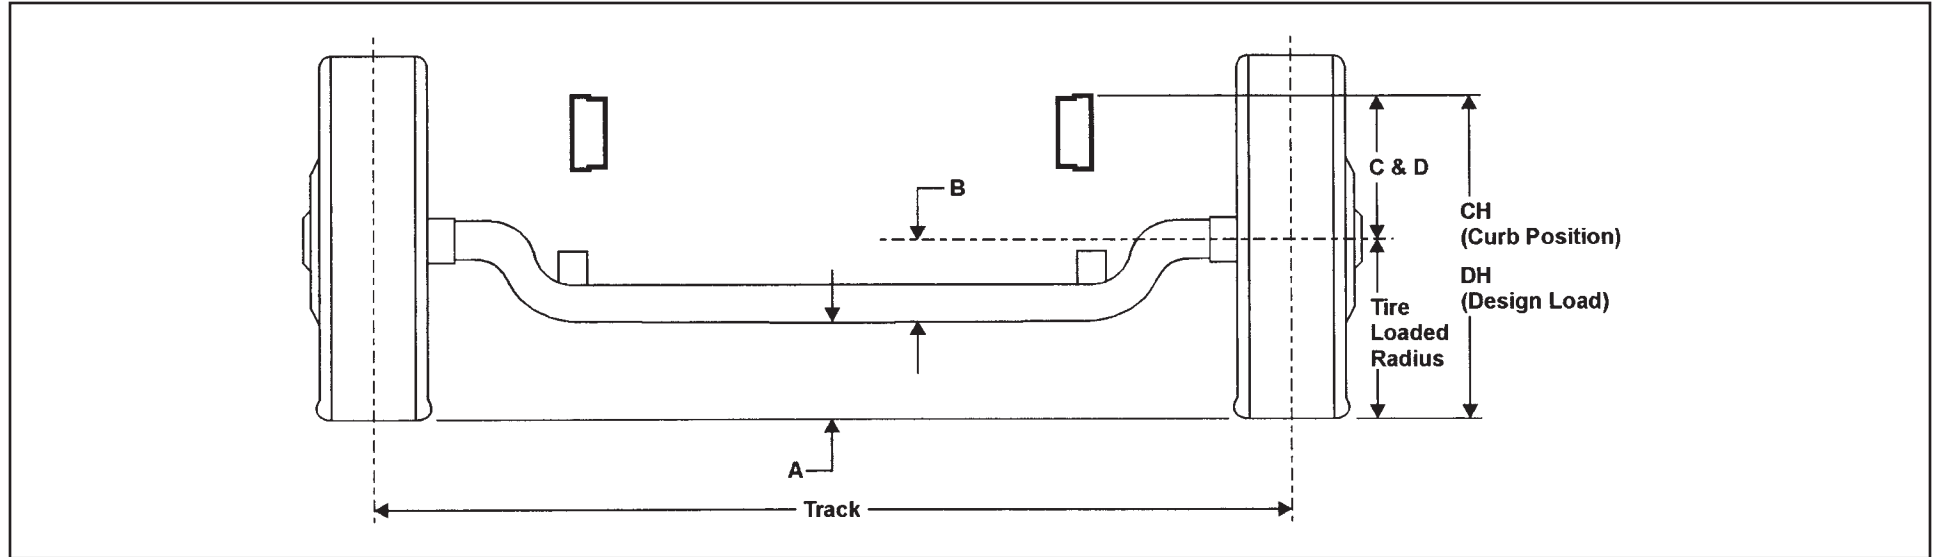 B
C & D
CH
(Curb Position)
DH
(Design Load)
Tire
Loaded
Radius
A
Track